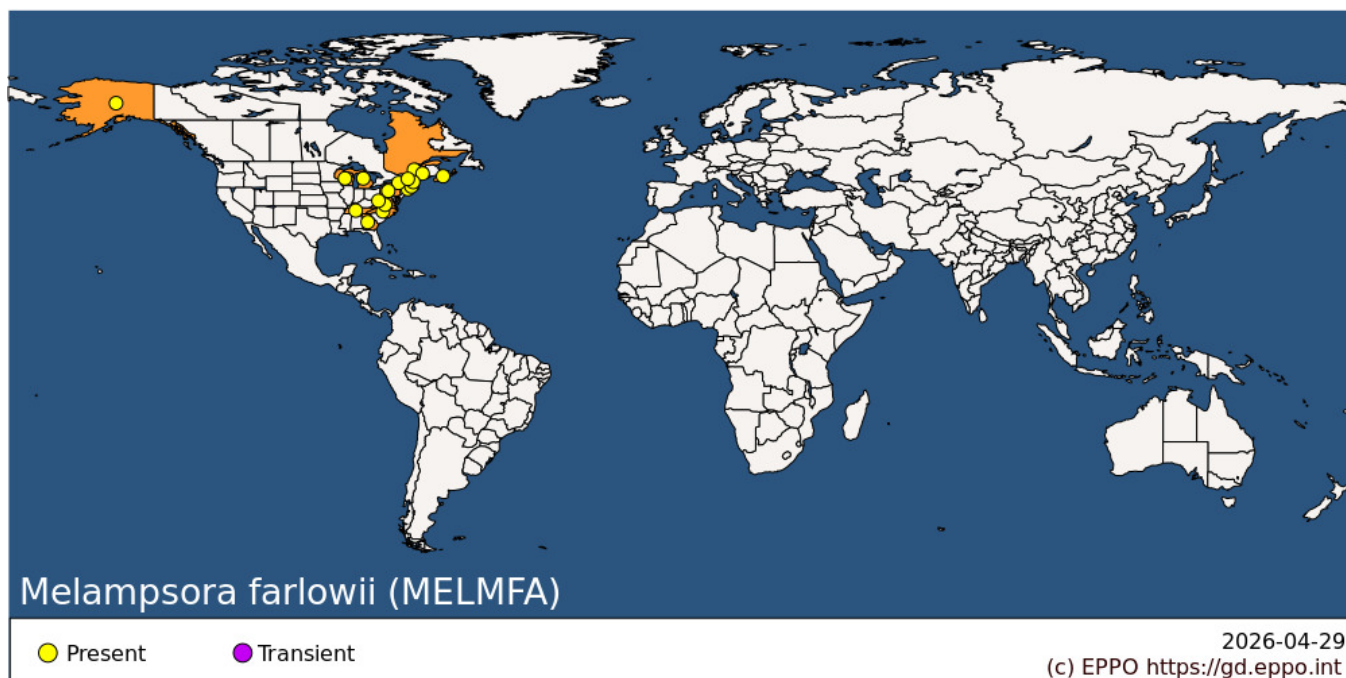 Melampsora farlowii (MELMFA)
Present
Transient
2026-04-29
(c) EPPO https://gd.eppo.int